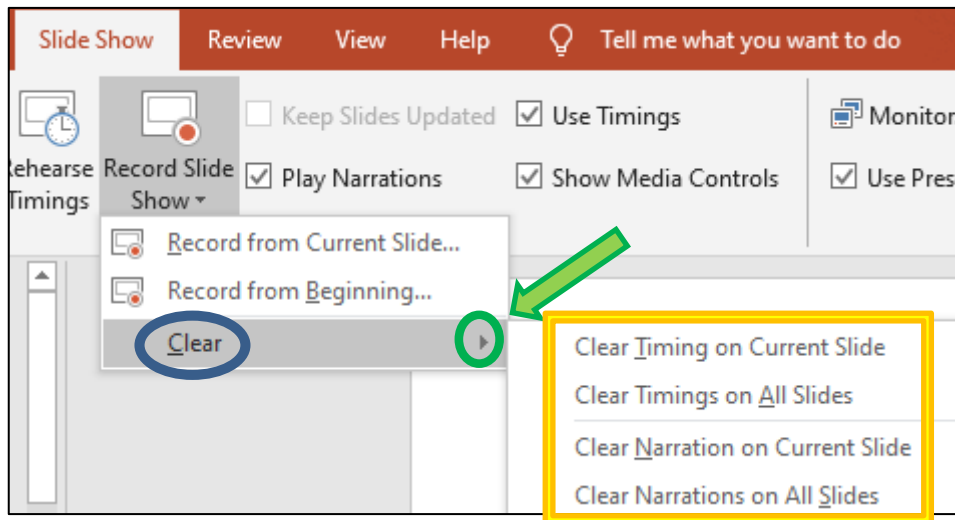 Slide Show Review View Help Tell me what you want to do
Keep Slides Updated Use Timings Monitor
Rehearse Timings
Record Slide Show
Play Narrations Show Media Controls Use Pres
Record from Current Slide...
Record from Beginning...
Clear
Clear Timing on Current Slide
Clear Timings on All Slides
Clear Narration on Current Slide
Clear Narrations on All Slides